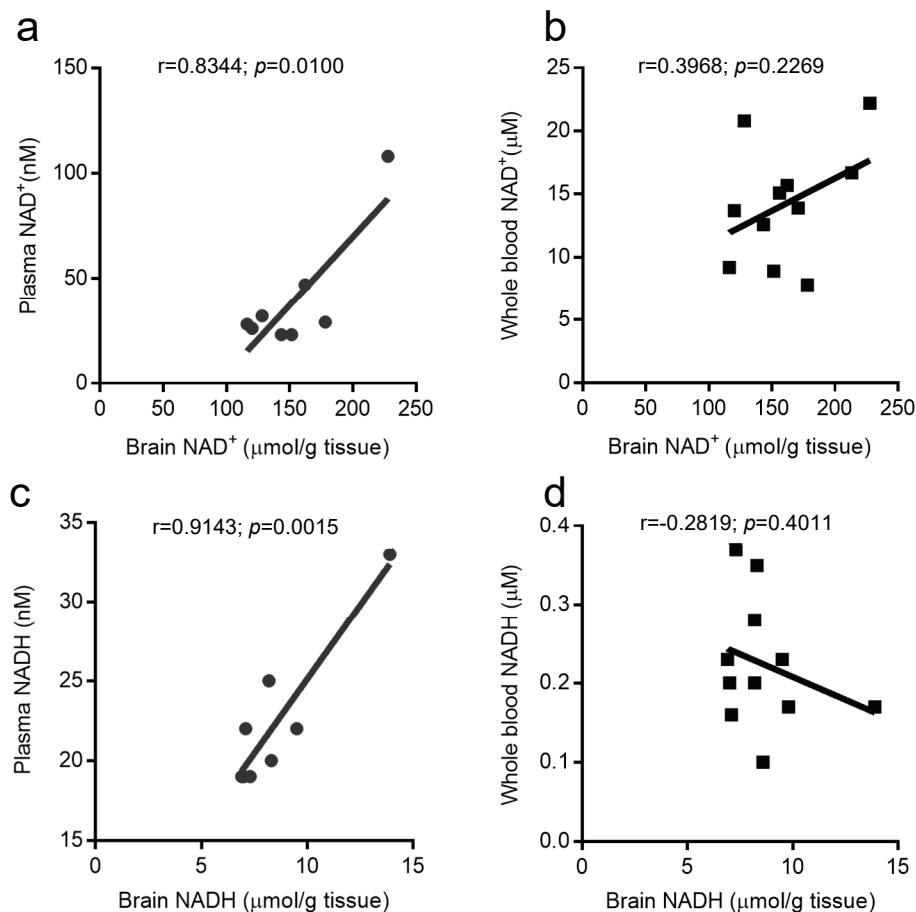 a
r=0.8344; p=0.0100
Plasma NAD⁺(nM)
150
100
50
0
0 50 100 150 200 250
Brain NAD⁺ (μmol/g tissue)
b
r=0.3968; p=0.2269
Whole blood NAD⁺(μM)
25
20
15
10
5
0
0 50 100 150 200 250
Brain NAD⁺ (μmol/g tissue)
c
r=0.9143; p=0.0015
Plasma NADH (nM)
35
30
25
20
15
0 5 10 15
Brain NADH (μmol/g tissue)
d
r=-0.2819; p=0.4011
Whole blood NADH (μM)
0.4
0.3
0.2
0.1
0.0
0 5 10 15
Brain NADH (μmol/g tissue)